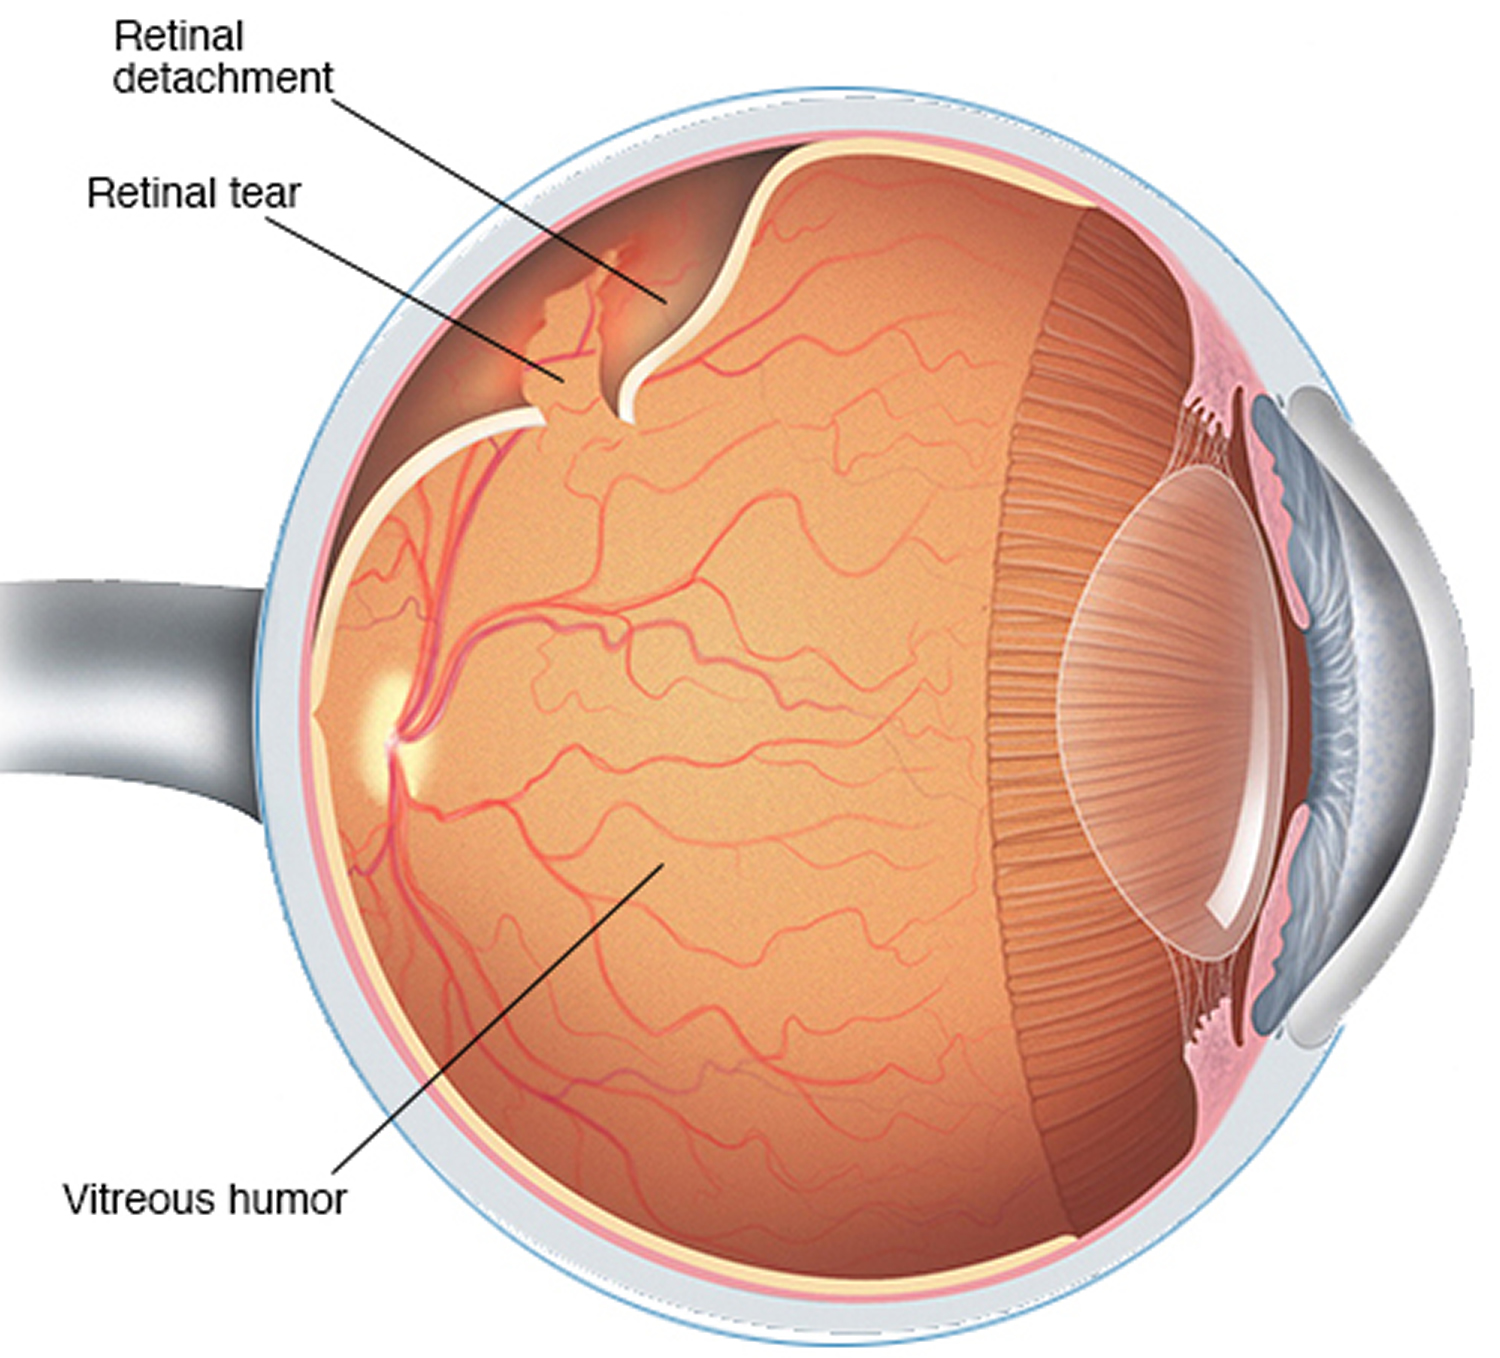 Retinal
detachment
Retinal tear
Vitreous humor